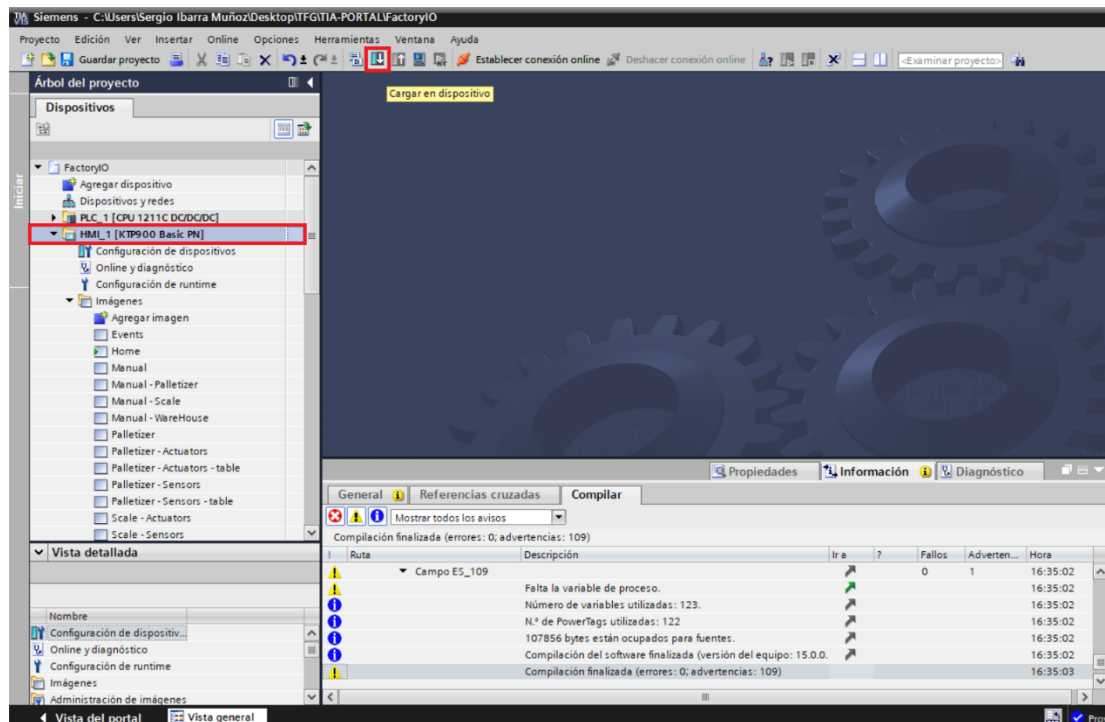 Siemens - C:\Users\Sergio Ibarra Muñoz\Desktop\TFG\TIA-PORTAL\FactoryIO
Proyecto Edición Ver Insertar Online Opciones Herramientas Ventana Ayuda
Guardar proyecto Establecer conexión online Deshacer conexión online <Examinar proyecto>
Cargar en dispositivo
Iniciar
Árbol del proyecto
Dispositivos
FactoryIO
Agregar dispositivo
Dispositivos y redes
PLC_1 [CPU 1211C DC/DC/DC]
HMI_1 [KTP900 Basic PN]
Configuración de dispositivos
Online y diagnóstico
Configuración de runtime
Imágenes
Agregar imagen
Events
Home
Manual
Manual - Palletizer
Manual - Scale
Manual - WareHouse
Palletizer
Palletizer - Actuators
Palletizer - Actuators - table
Palletizer - Sensors
Palletizer - Sensors - table
Scale - Actuators
Scale - Sensors
Vista detallada
Nombre
Configuración de dispositiv...
Online y diagnóstico
Configuración de runtime
Imágenes
Administración de imágenes
Propiedades Información Diagnóstico
General Referencias cruzadas Compilar
Mostrar todos los avisos
Compilación finalizada (errores: 0; advertencias: 109)
! Ruta Descripción Ir a ? Fallos Adverten... Hora
Campo ES_109 0 1 16:35:02
Falta la variable de proceso. 16:35:02
Número de variables utilizadas: 123. 16:35:02
N.º de PowerTags utilizadas: 122 16:35:02
107856 bytes están ocupados para fuentes. 16:35:02
Compilación del software finalizada (versión del equipo: 15.0.0. 16:35:02
Compilación finalizada (errores: 0; advertencias: 109) 16:35:03
Vista del portal Vista general